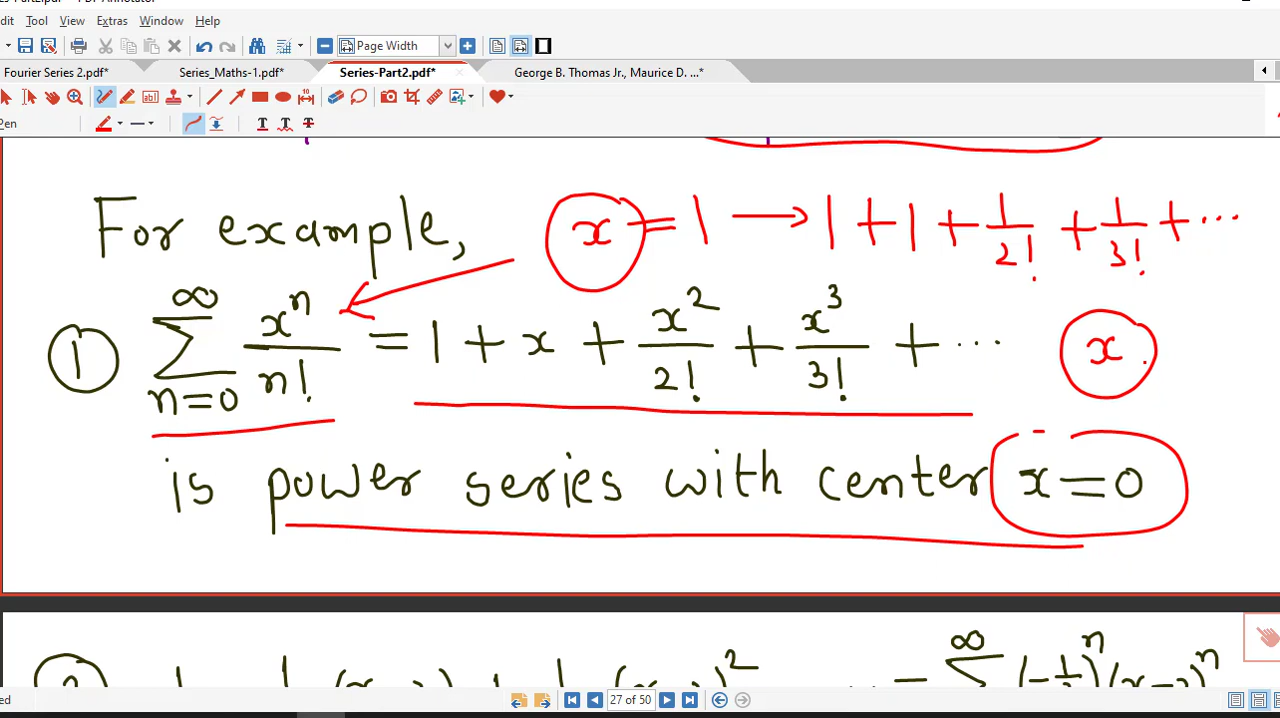 Tool View Extras Window Help
Page Width
Fourier Series 2.pdf* Series_Maths-1.pdf* Series-Part2.pdf* George B. Thomas Jr., Maurice D. ...*
For example, x = 1 → 1 + 1 + 1/2! + 1/3! + ...
① ∑_{n=0}^{∞} x^n/n! = 1 + x + x^2/2! + x^3/3! + ... x
is power series with center x=0
27 of 50